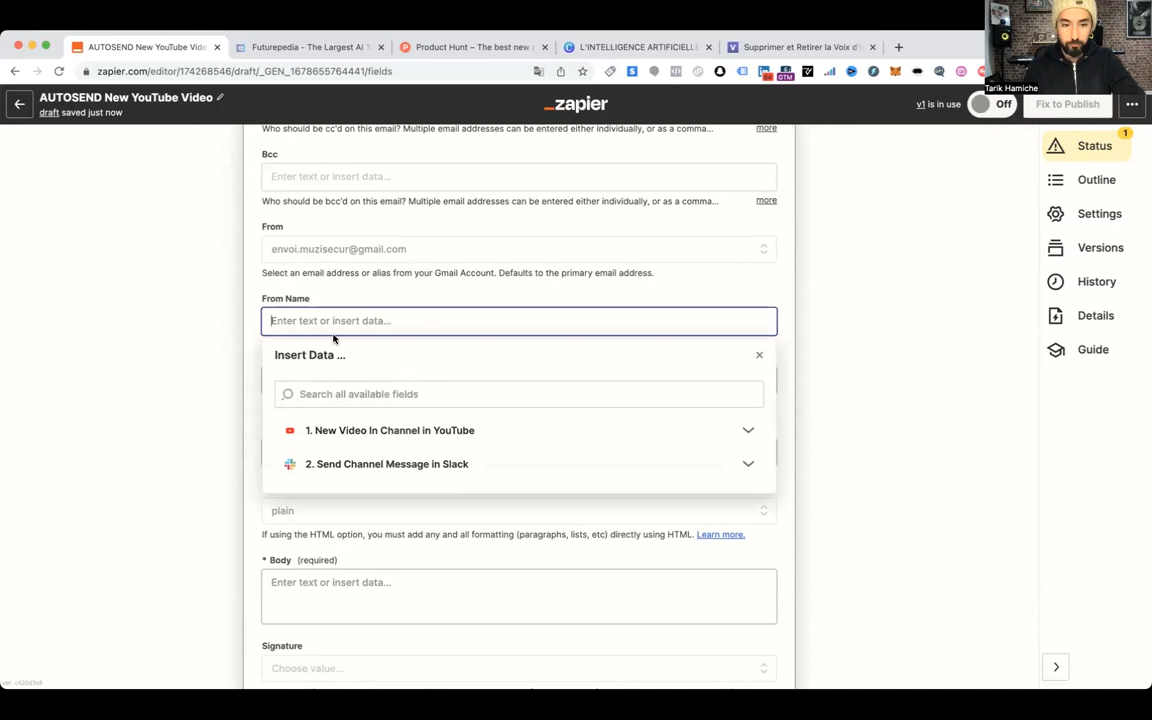 AUTOSEND New YouTube Video
Futurepedia - The Largest AI T
Product Hunt – The best new p
L'INTELLIGENCE ARTIFICIELLE
Supprimer et Retirer la Voix d'
zapier.com/editor/174268546/draft/_GEN_1678655764441/fields
GTM
Tarik Hamiche
AUTOSEND New YouTube Video
draft saved just now
_zapier
v1 is in use
Off
Fix to Publish
Who should be cc'd on this email? Multiple email addresses can be entered either individually, or as a comma...
more
Bcc
Enter text or insert data...
Who should be bcc'd on this email? Multiple email addresses can be entered either individually, or as a comma...
more
From
envoi.muzisecur@gmail.com
Select an email address or alias from your Gmail Account. Defaults to the primary email address.
From Name
Enter text or insert data...
Insert Data ...
Search all available fields
1. New Video In Channel in YouTube
2. Send Channel Message in Slack
plain
If using the HTML option, you must add any and all formatting (paragraphs, lists, etc) directly using HTML. Learn more.
* Body (required)
Enter text or insert data...
Signature
Choose value...
Status
1
Outline
Settings
Versions
History
Details
Guide